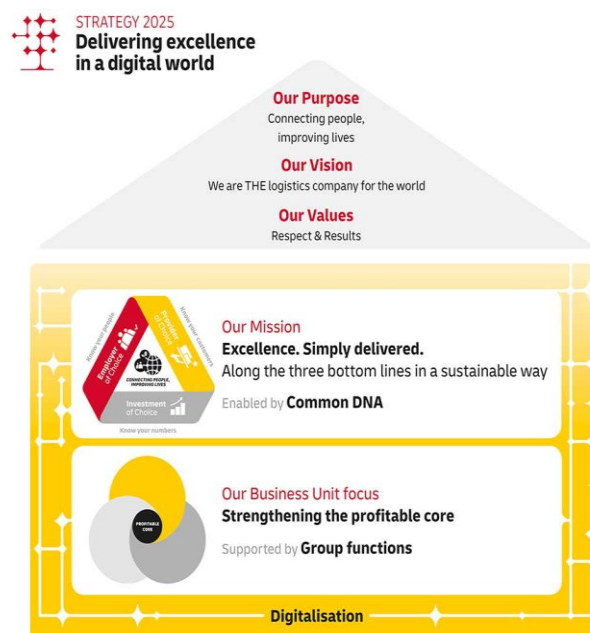 STRATEGY 2025
Delivering excellence
in a digital world
Our Purpose
Connecting people,
improving lives
Our Vision
We are THE logistics company for the world
Our Values
Respect & Results
Know your people
Employer
of Choice
Provider
of Choice
Know your customers
CONNECTING PEOPLE,
IMPROVING LIVES
Investment
of Choice
Know your numbers
Our Mission
Excellence. Simply delivered.
Along the three bottom lines in a sustainable way
Enabled by Common DNA
PROFITABLE
CORE
Our Business Unit focus
Strengthening the profitable core
Supported by Group functions
Digitalisation